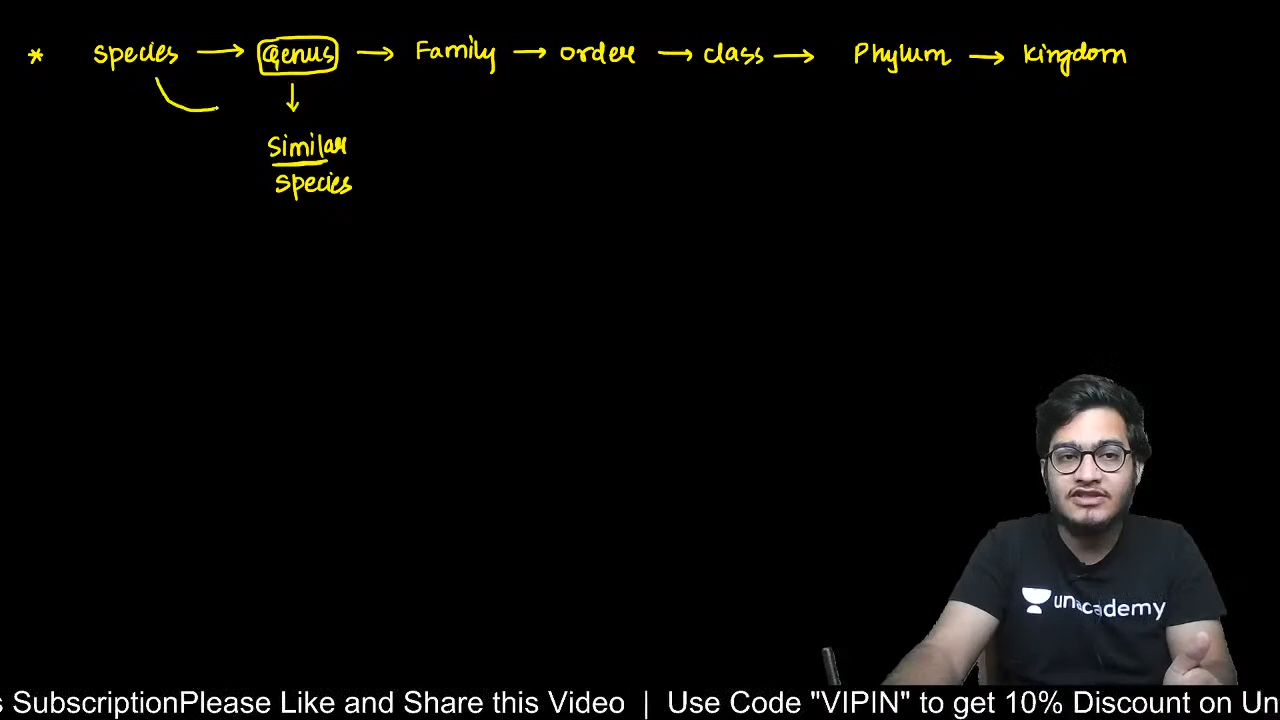 * Species → Genus → Family → order → class → Phylum → Kingdom
↓
Similar
Species
unacademy
s SubscriptionPlease Like and Share this Video | Use Code "VIPIN" to get 10% Discount on Un